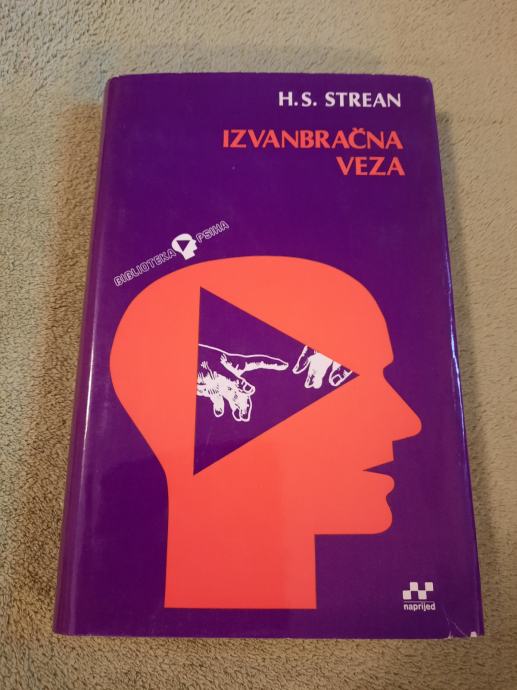 H.S. STREAN
IZVANBRAČNA
VEZA
BIBLIOTEKA PSIHA
naprijed